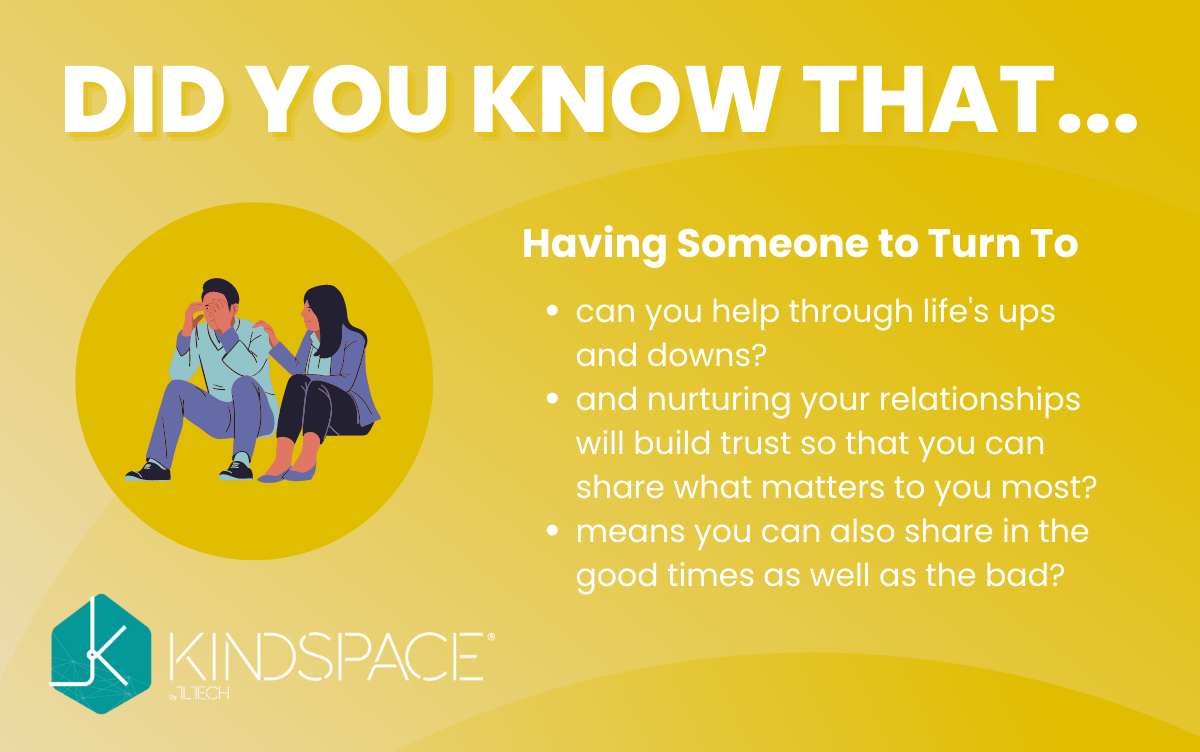 DID YOU KNOW THAT...
Having Someone to Turn To
• can you help through life's ups
and downs?
• and nurturing your relationships
will build trust so that you can
share what matters to you most?
• means you can also share in the
good times as well as the bad?
KINDSPACE®
by 1LTECH